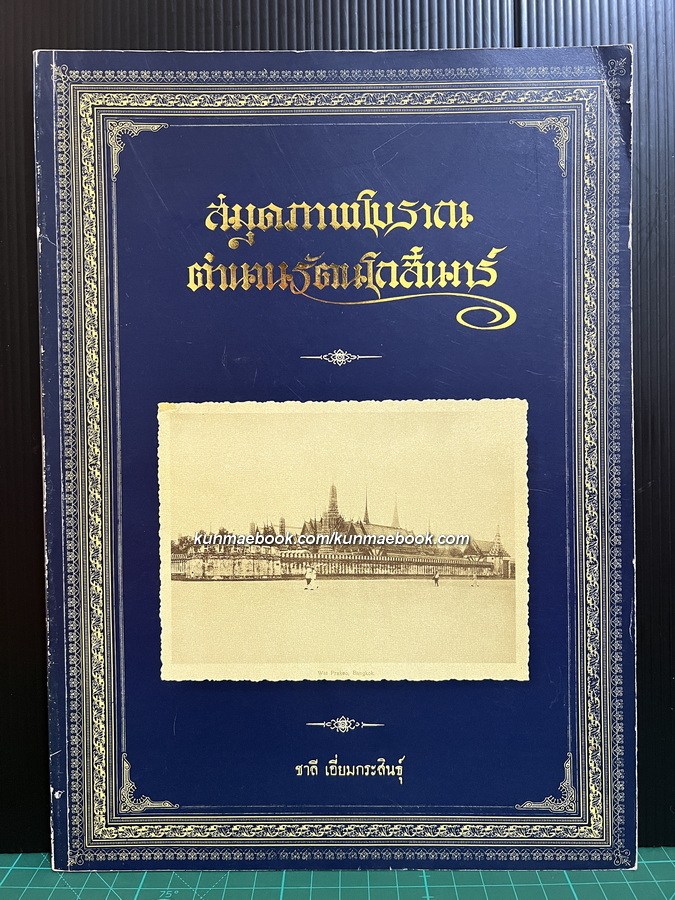 สมุดภาพโบราณ
ตำนานรัตนโกสินทร์
kunmaebook.com/kunmaebook.com
Wat Prakeo, Bangkok.
ชาลี เอี่ยมกระสินธุ์
75°